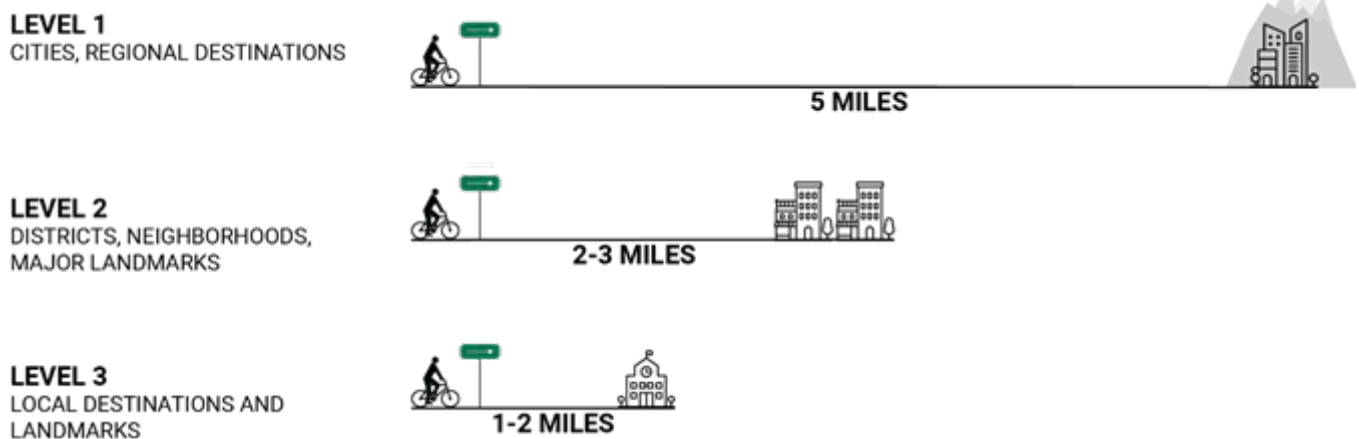 LEVEL 1
CITIES, REGIONAL DESTINATIONS
5 MILES
LEVEL 2
DISTRICTS, NEIGHBORHOODS,
MAJOR LANDMARKS
2-3 MILES
LEVEL 3
LOCAL DESTINATIONS AND
LANDMARKS
1-2 MILES